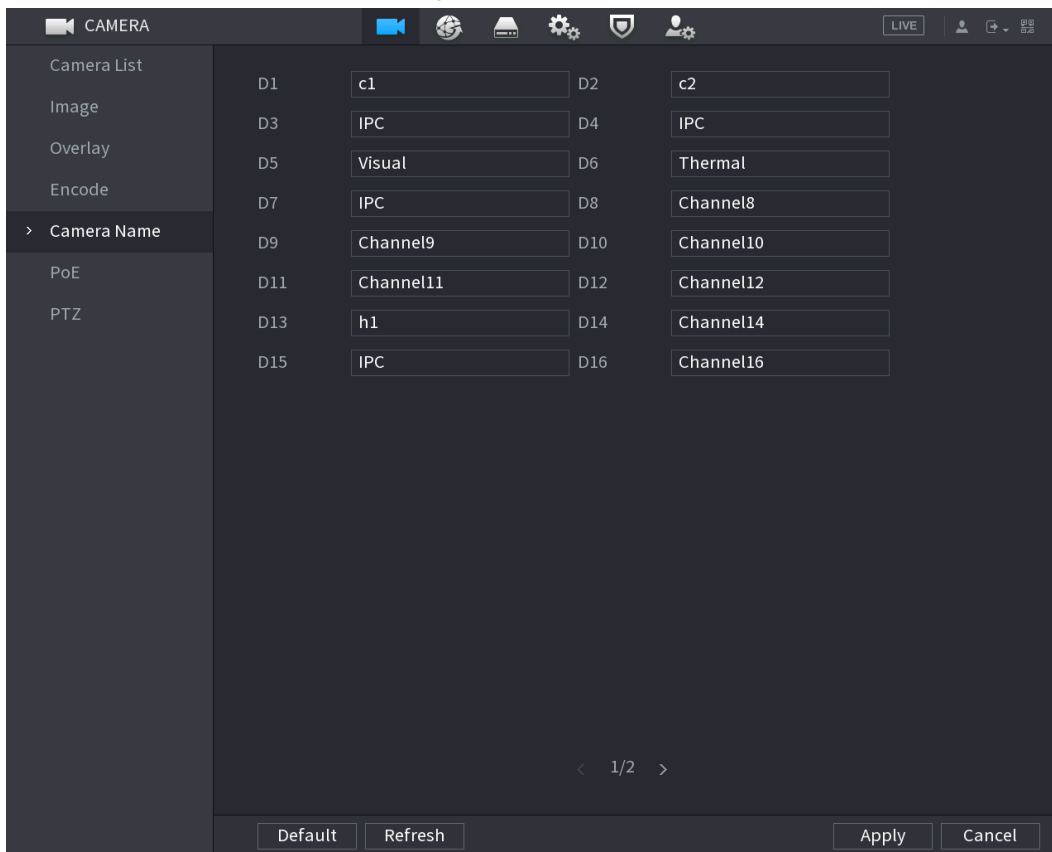 CAMERA LIVE
Camera List
Image
Overlay
Encode
Camera Name
PoE
PTZ
D1 c1 D2 c2
D3 IPC D4 IPC
D5 Visual D6 Thermal
D7 IPC D8 Channel8
D9 Channel9 D10 Channel10
D11 Channel11 D12 Channel12
D13 h1 D14 Channel14
D15 IPC D16 Channel16
< 1/2 >
Default Refresh Apply Cancel